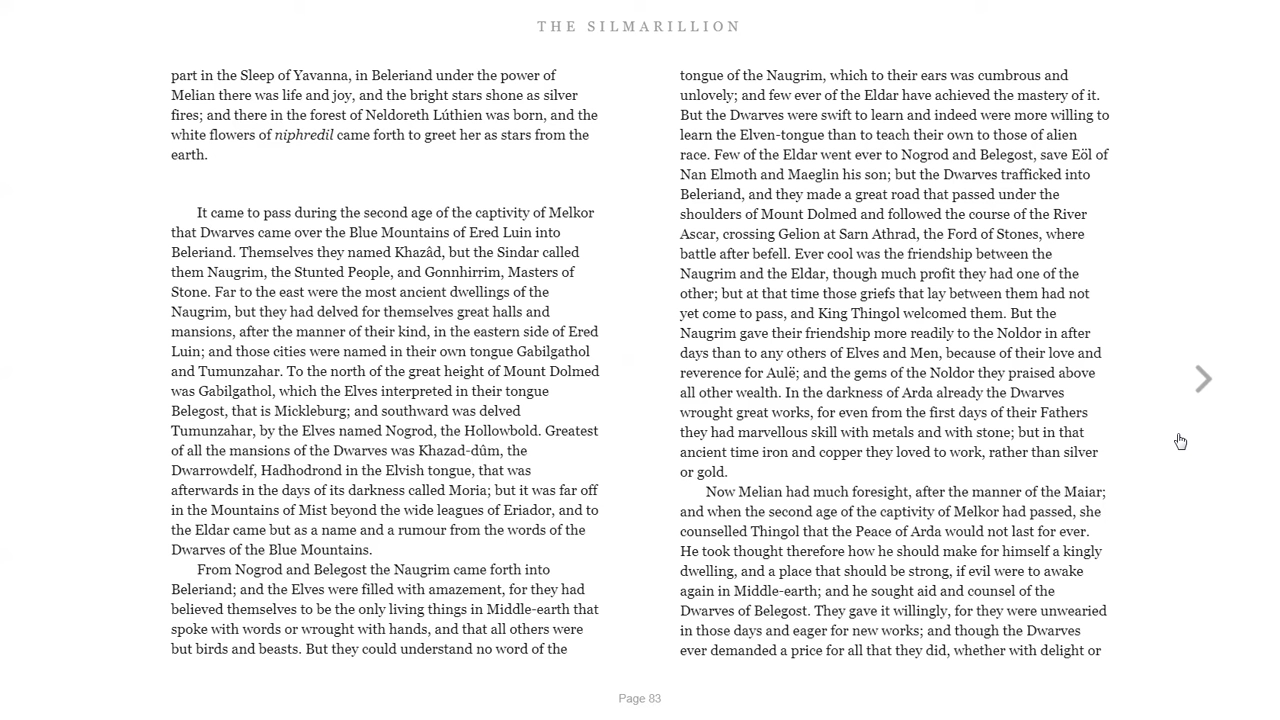 THE SILMARILLION
part in the Sleep of Yavanna, in Beleriand under the power of
Melian there was life and joy, and the bright stars shone as silver
fires; and there in the forest of Neldoreth Lúthien was born, and the
white flowers of niphredil came forth to greet her as stars from the
earth.
It came to pass during the second age of the captivity of Melkor
that Dwarves came over the Blue Mountains of Ered Luin into
Beleriand. Themselves they named Khazâd, but the Sindar called
them Naugrim, the Stunted People, and Gonnhirrim, Masters of
Stone. Far to the east were the most ancient dwellings of the
Naugrim, but they had delved for themselves great halls and
mansions, after the manner of their kind, in the eastern side of Ered
Luin; and those cities were named in their own tongue Gabilgathol
and Tumunzahar. To the north of the great height of Mount Dolmed
was Gabilgathol, which the Elves interpreted in their tongue
Belegost, that is Mickleburg; and southward was delved
Tumunzahar, by the Elves named Nogrod, the Hollowbold. Greatest
of all the mansions of the Dwarves was Khazad-dûm, the
Dwarrowdelf, Hadhodrond in the Elvish tongue, that was
afterwards in the days of its darkness called Moria; but it was far off
in the Mountains of Mist beyond the wide leagues of Eriador, and to
the Eldar came but as a name and a rumour from the words of the
Dwarves of the Blue Mountains.
From Nogrod and Belegost the Naugrim came forth into
Beleriand; and the Elves were filled with amazement, for they had
believed themselves to be the only living things in Middle-earth that
spoke with words or wrought with hands, and that all others were
but birds and beasts. But they could understand no word of the
tongue of the Naugrim, which to their ears was cumbrous and
unlovely; and few ever of the Eldar have achieved the mastery of it.
But the Dwarves were swift to learn and indeed were more willing to
learn the Elven-tongue than to teach their own to those of alien
race. Few of the Eldar went ever to Nogrod and Belegost, save Eöl of
Nan Elmoth and Maeglin his son; but the Dwarves trafficked into
Beleriand, and they made a great road that passed under the
shoulders of Mount Dolmed and followed the course of the River
Ascar, crossing Gelion at Sarn Athrad, the Ford of Stones, where
battle after befell. Ever cool was the friendship between the
Naugrim and the Eldar, though much profit they had one of the
other; but at that time those griefs that lay between them had not
yet come to pass, and King Thingol welcomed them. But the
Naugrim gave their friendship more readily to the Noldor in after
days than to any others of Elves and Men, because of their love and
reverence for Aulë; and the gems of the Noldor they praised above
all other wealth. In the darkness of Arda already the Dwarves
wrought great works, for even from the first days of their Fathers
they had marvellous skill with metals and with stone; but in that
ancient time iron and copper they loved to work, rather than silver
or gold.
Now Melian had much foresight, after the manner of the Maiar;
and when the second age of the captivity of Melkor had passed, she
counselled Thingol that the Peace of Arda would not last for ever.
He took thought therefore how he should make for himself a kingly
dwelling, and a place that should be strong, if evil were to awake
again in Middle-earth; and he sought aid and counsel of the
Dwarves of Belegost. They gave it willingly, for they were unwearied
in those days and eager for new works; and though the Dwarves
ever demanded a price for all that they did, whether with delight or
Page 83